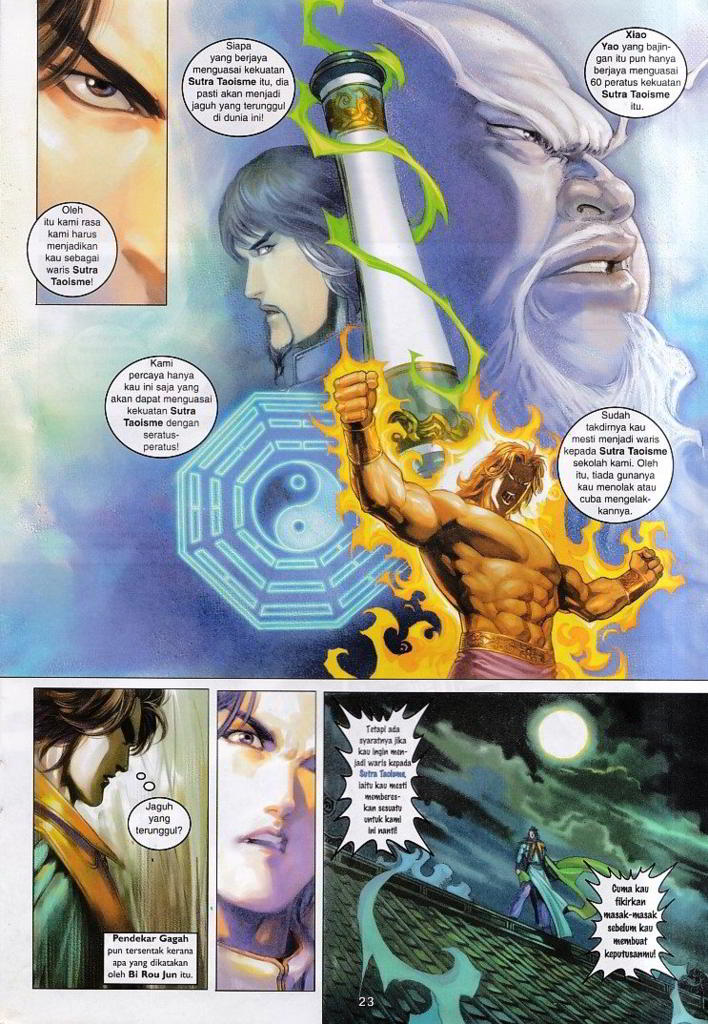 Siapa
yang berjaya
menguasai kekuatan
Sutra Taoisme itu, dia
pasti akan menjadi
jaguh yang terunggul
di dunia ini!
Xiao
Yao yang bajin-
gan itu pun hanya
berjaya menguasai
60 peratus kekuatan
Sutra Taoisme
itu.
Oleh
itu kami rasa
kami harus
menjadikan
kau sebagai
waris Sutra
Taoisme!
Kami
percaya hanya
kau ini saja yang
akan dapat menguasai
kekuatan Sutra
Taoisme dengan
seratus-
peratus!
Sudah
takdirnya kau
mesti menjadi waris
kepada Sutra Taoisme
sekolah kami. Oleh
itu, tiada gunanya
kau menolak atau
cuba mengelak-
kannya.
Jaguh
yang
terunggul?
Pendekar Gagah
pun tersentak kerana
apa yang dikatakan
oleh Bi Rou Jun itu.
Tetapi ada
syaratnya jika
kau ingin men-
jadi waris kepada
Sutra Taoisme,
iaitu kau mesti
memberes-
kan sesuatu
untuk kami
ini nanti!
Cuma kau
fikirkan
masak-masak
sebelum kau
membuat
keputusanmu!
23